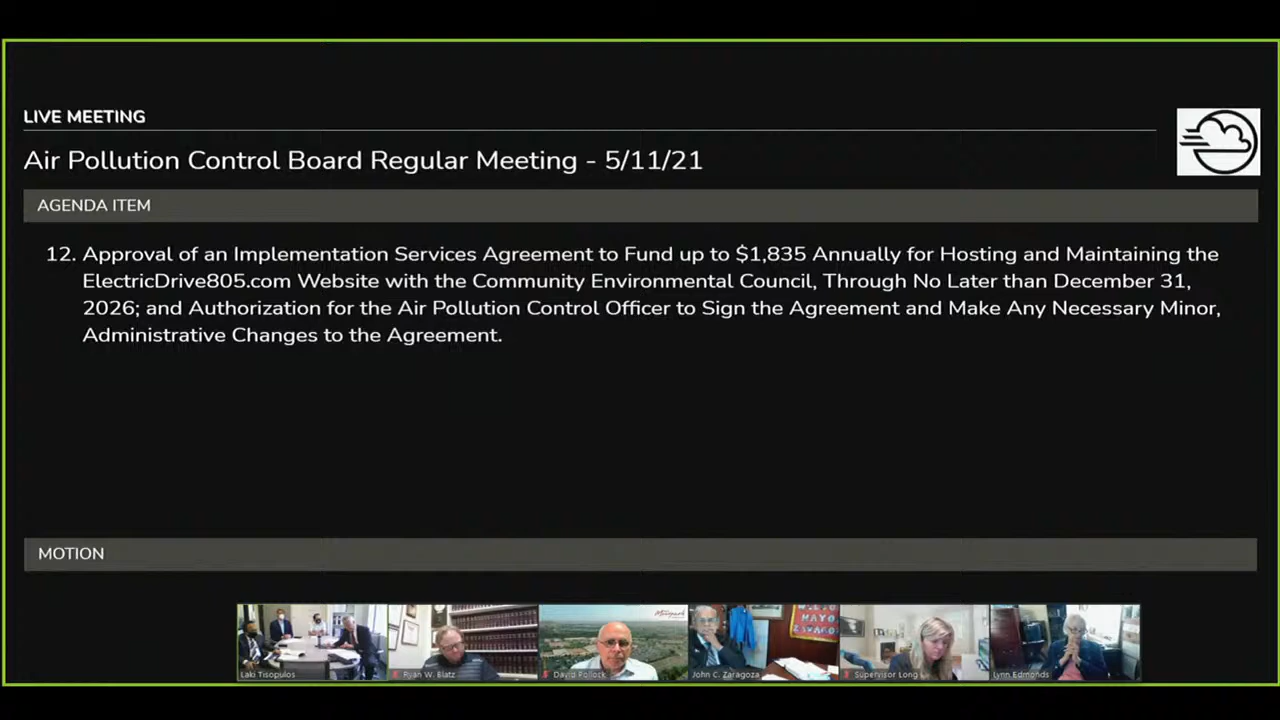 LIVE MEETING
Air Pollution Control Board Regular Meeting - 5/11/21
AGENDA ITEM
12. Approval of an Implementation Services Agreement to Fund up to $1,835 Annually for Hosting and Maintaining the
ElectricDrive805.com Website with the Community Environmental Council, Through No Later than December 31,
2026; and Authorization for the Air Pollution Control Officer to Sign the Agreement and Make Any Necessary Minor,
Administrative Changes to the Agreement.
MOTION
Laki Tisopulos
Ryan W. Blatz
David Pollock
John C. Zaragoza
Supervisor Long
Lynn Edmonds